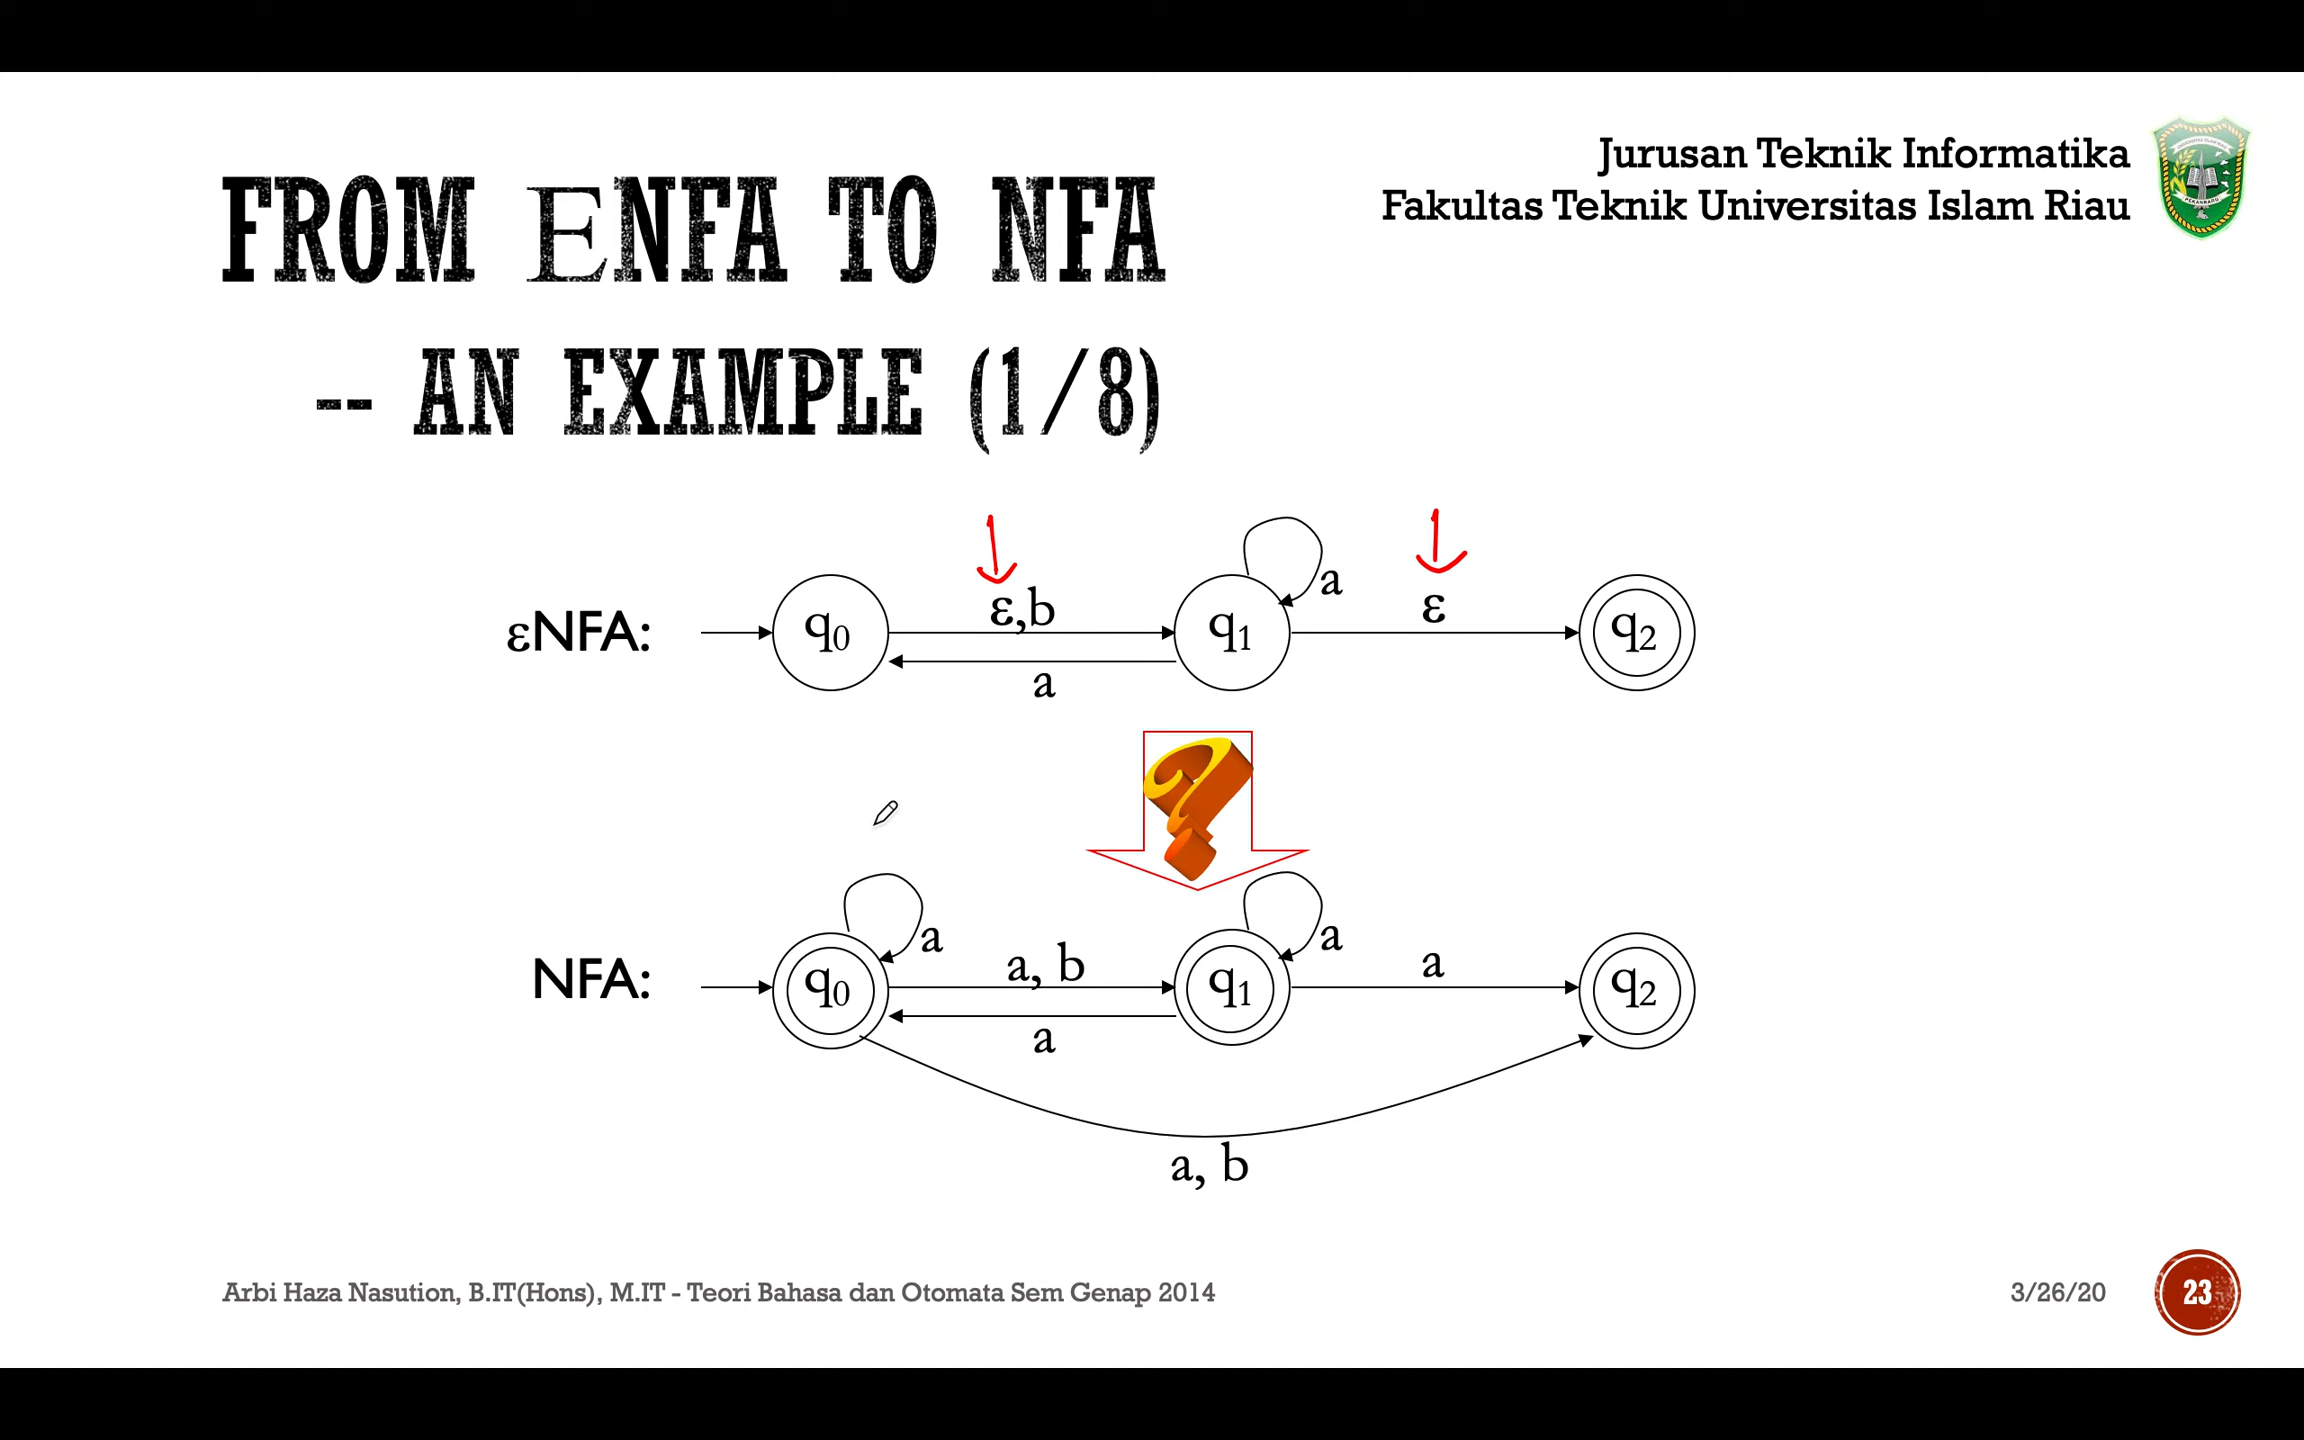 Jurusan Teknik Informatika
Fakultas Teknik Universitas Islam Riau
FROM ΕNFA TO NFA
-- AN EXAMPLE (1/8)
a
ε,b
ε
εNFA:
q0
q1
q2
a
a
a
a, b
a
NFA:
q0
q1
q2
a
a, b
Arbi Haza Nasution, B.IT(Hons), M.IT - Teori Bahasa dan Otomata Sem Genap 2014
3/26/20
23